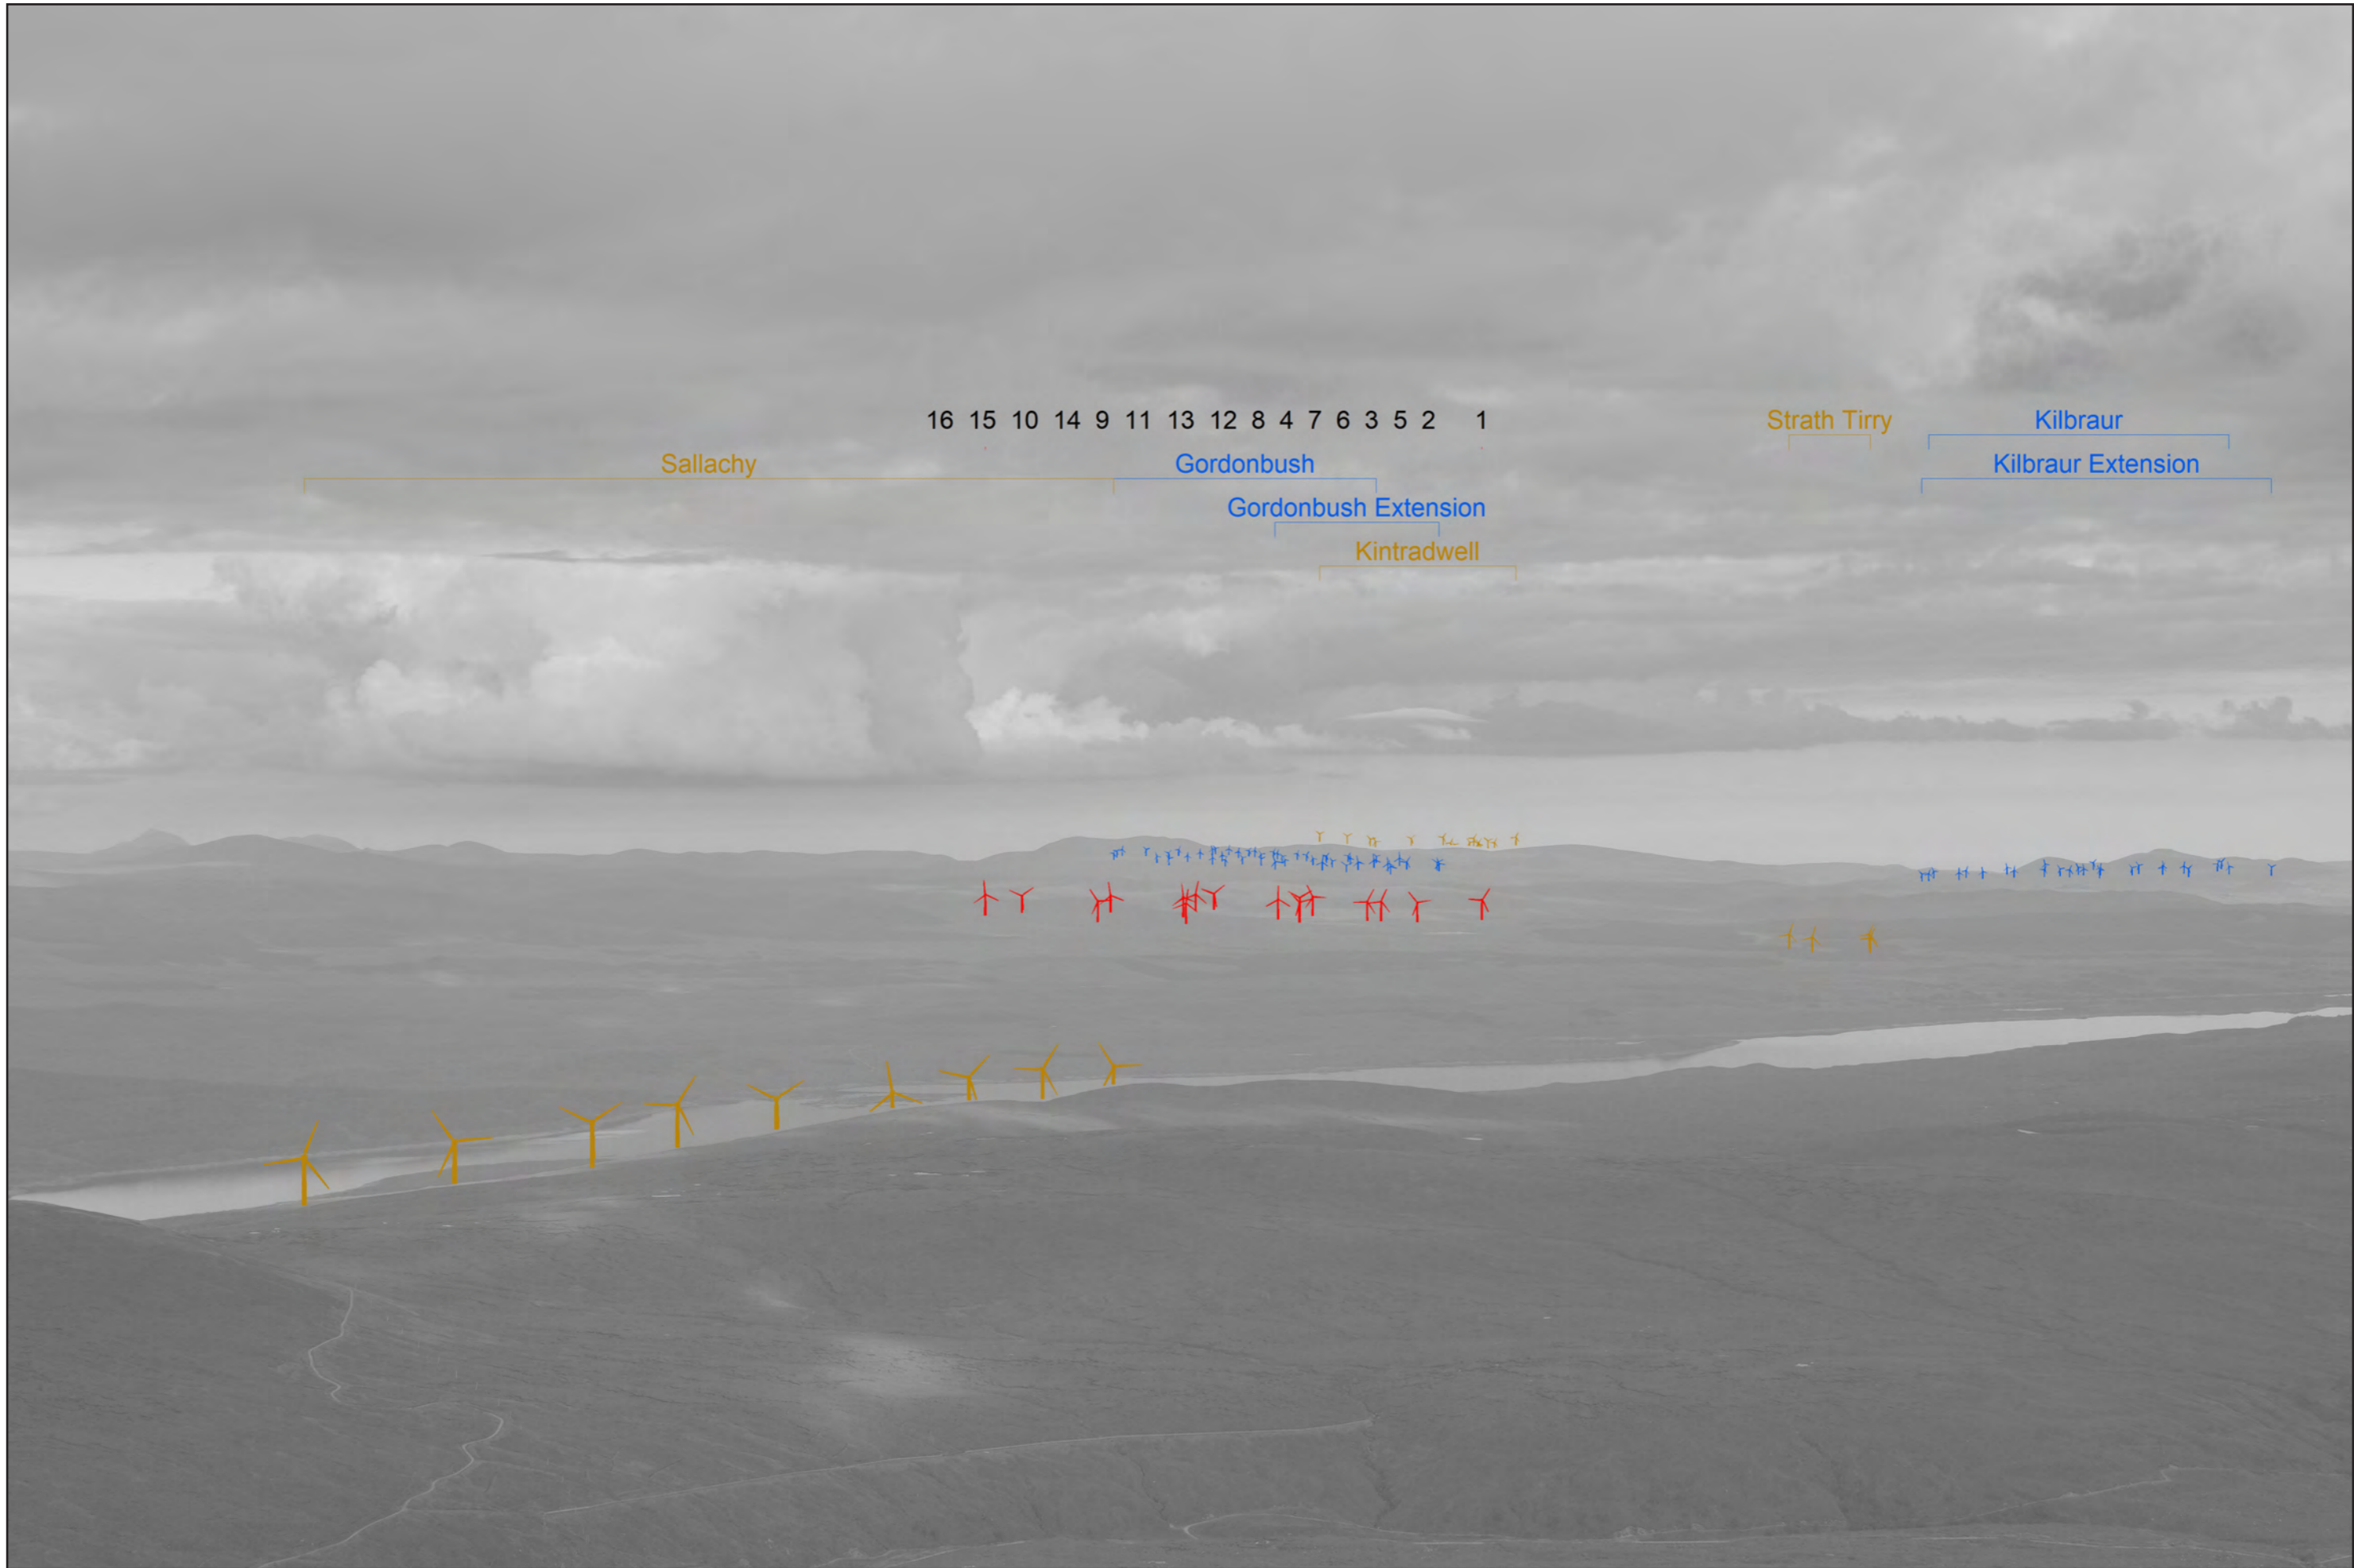 16 15 10 14 9 11 13 12 8 4 7 6 3 5 2 1
Strath Tirry
Kilbraur
Sallachy
Gordonbush
Kilbraur Extension
Gordonbush Extension
Kintradwell